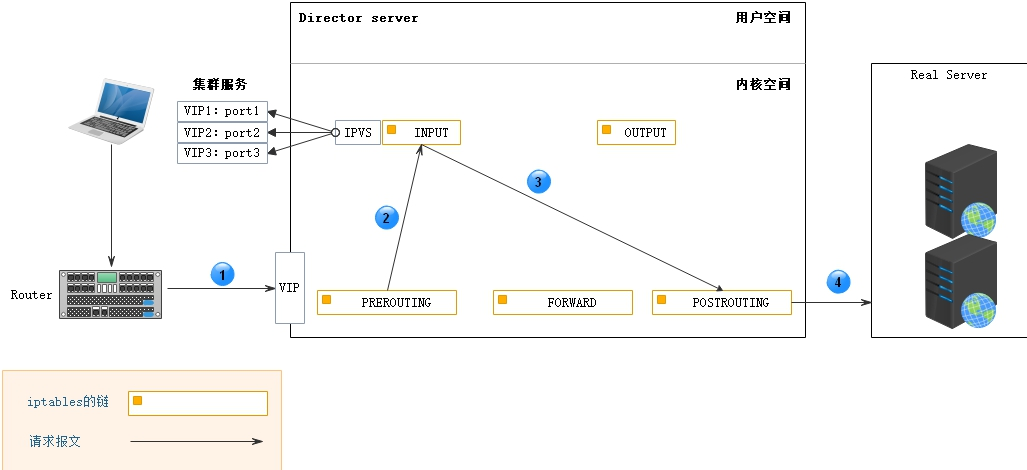 Director server
用户空间
集群服务
内核空间
Real Server
VIP1：port1
VIP2：port2
VIP3：port3
IPVS
INPUT
OUTPUT
3
2
1
Router
VIP
PREROUTING
FORWARD
POSTROUTING
4
iptables的链
请求报文